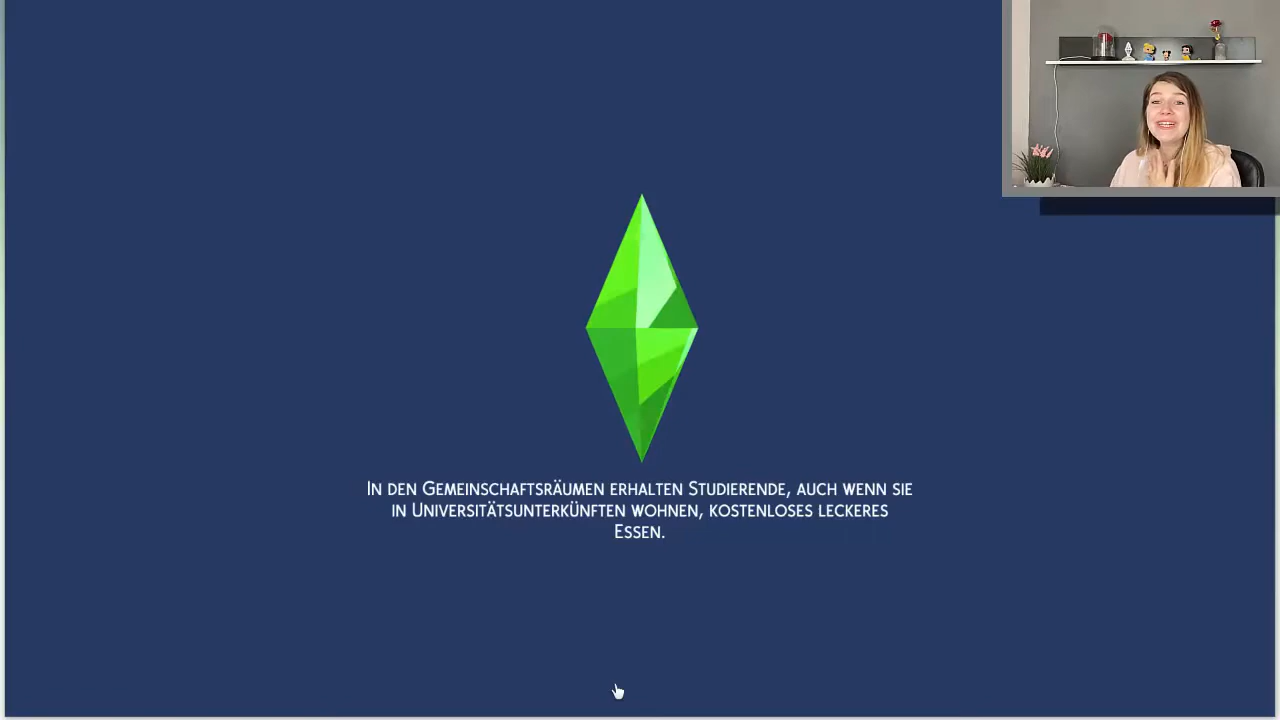 In den Gemeinschaftsräumen erhalten Studierende, auch wenn sie
in Universitätsunterkünften wohnen, kostenloses leckeres
Essen.